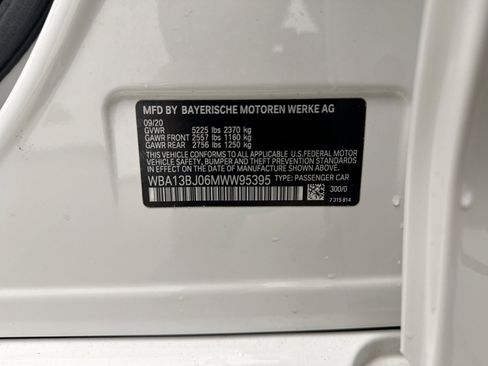 MFD BY BAYERISCHE MOTOREN WERKE AG
09/20
GVWR 5225 lbs 2370 kg
GAWR FRONT 2557 lbs 1160 kg
GAWR REAR 2756 lbs 1250 kg
THIS VEHICLE CONFORMS TO ALL APPLICABLE U.S.FEDERAL MOTOR
VEHICLE SAFETY, BUMPER AND THEFT PREVENTION STANDARDS
IN EFFECT ON THE DATE OF MANUFACTURE SHOWN ABOVE.
WBA13BJ06MWW95395 TYPE: PASSENGER CAR
300/0
7 315 814